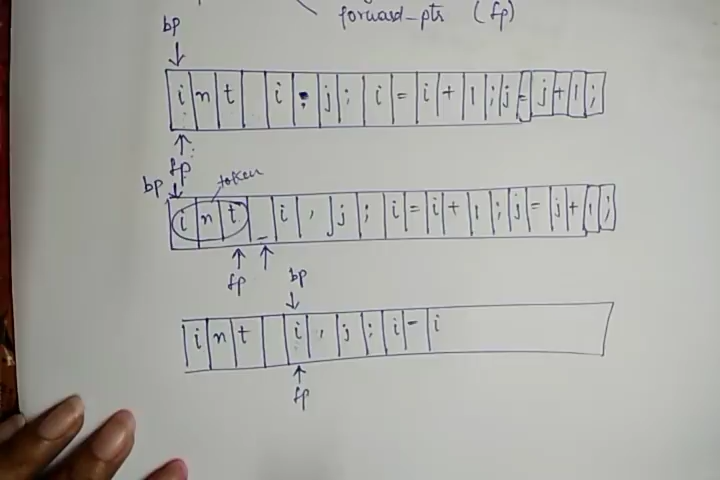 forward-ptr (fp)
bp
i n t i , j ; i = i + 1 ; j = j + 1 ;
fp
bp token
i n t _ i , j ; i = i + 1 ; j = j + 1 ;
fp
bp
i n t i , j ; i = i
fp